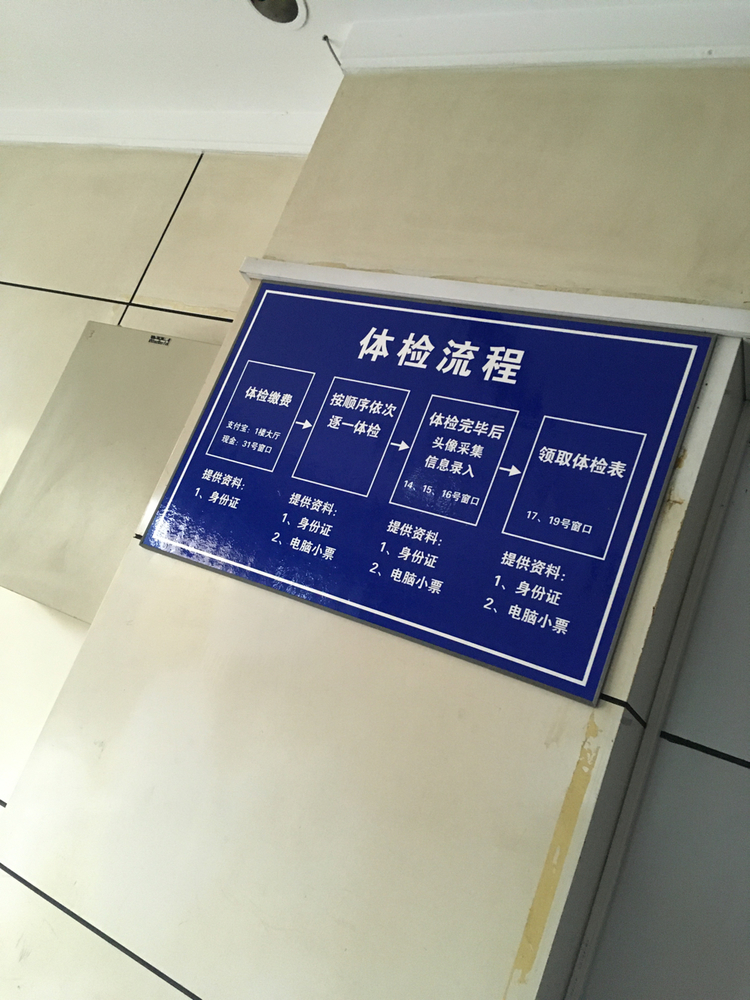 体检流程
体检缴费
支付宝：1楼大厅
现金：31号窗口
提供资料：
1、身份证
按顺序依次
逐一体检
提供资料：
1、身份证
2、电脑小票
体检完毕后
头像采集
信息录入
14、15、16号窗口
提供资料：
1、身份证
2、电脑小票
领取体检表
17、19号窗口
提供资料：
1、身份证
2、电脑小票